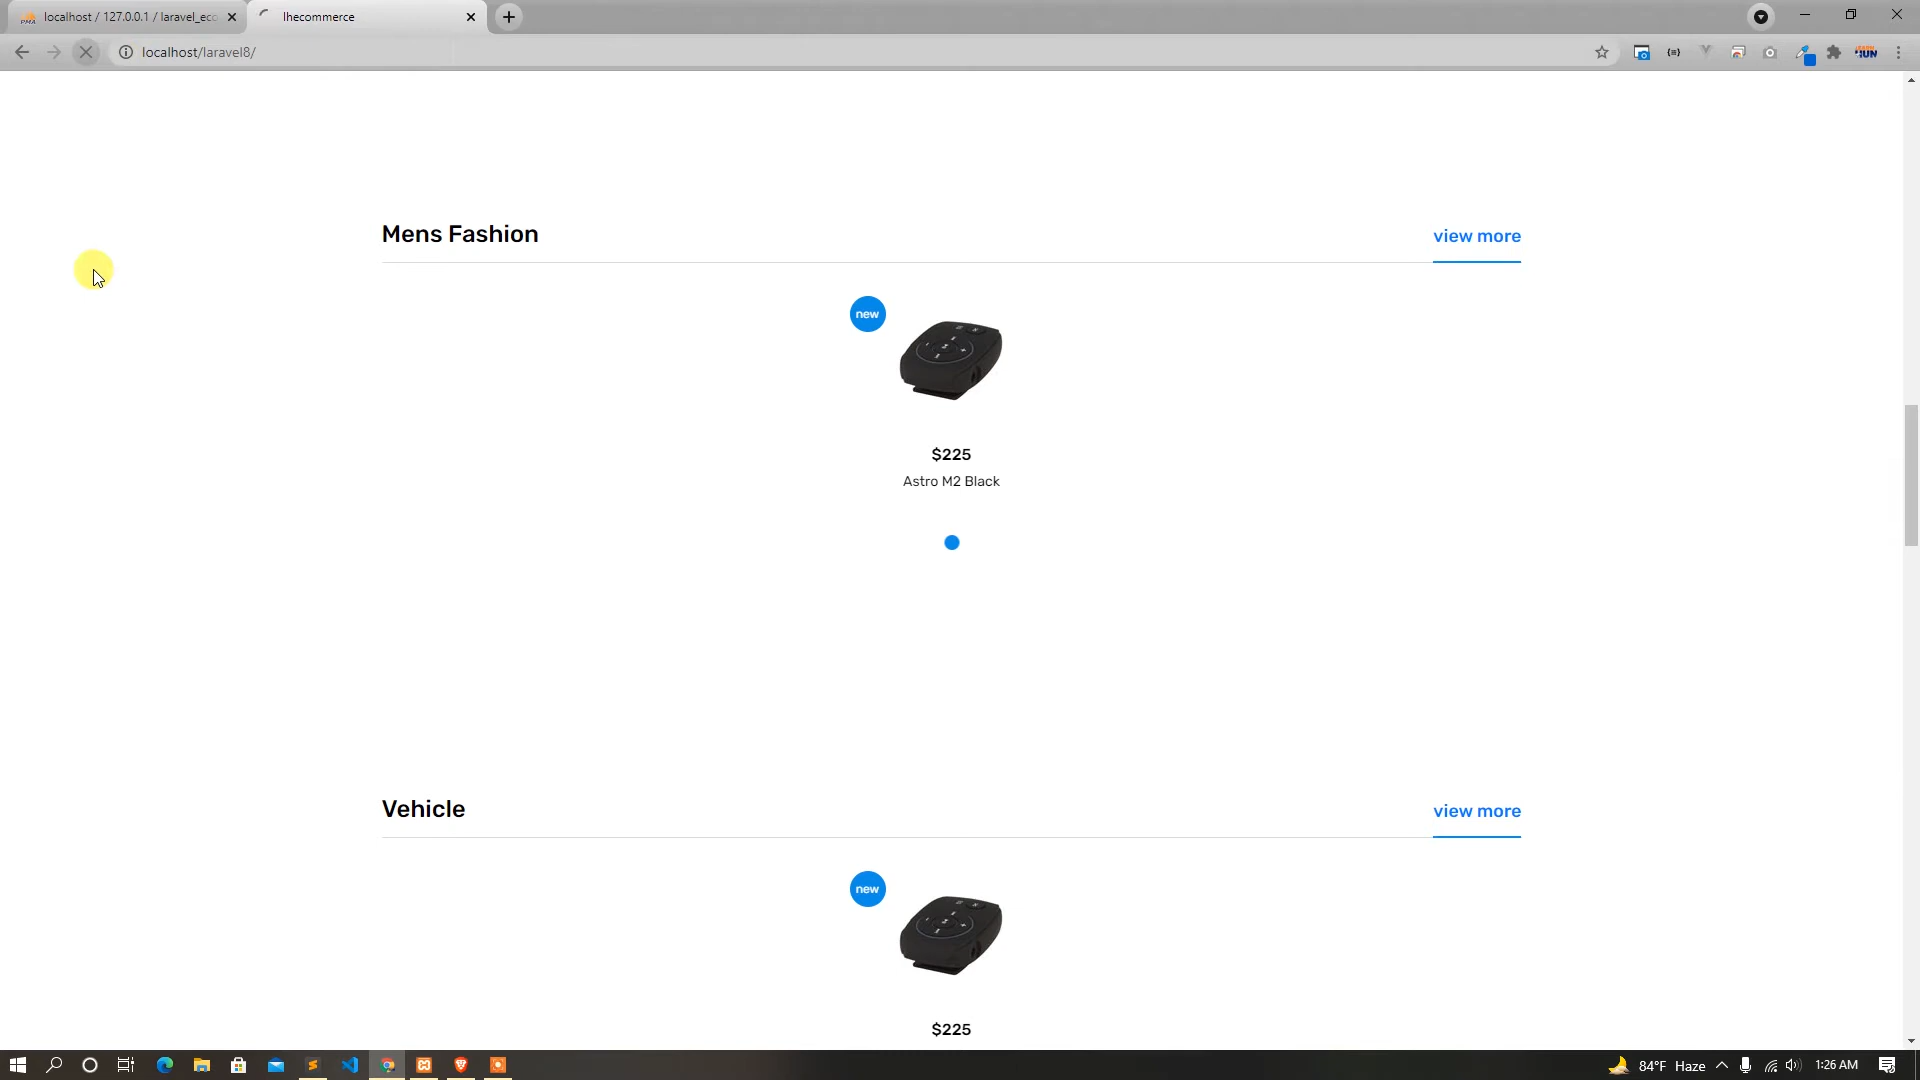 localhost / 127.0.0.1 / laravel_eco
lhecommerce
localhost/laravel8/
Mens Fashion
view more
new
$225
Astro M2 Black
Vehicle
view more
new
$225
84°F Haze
1:26 AM